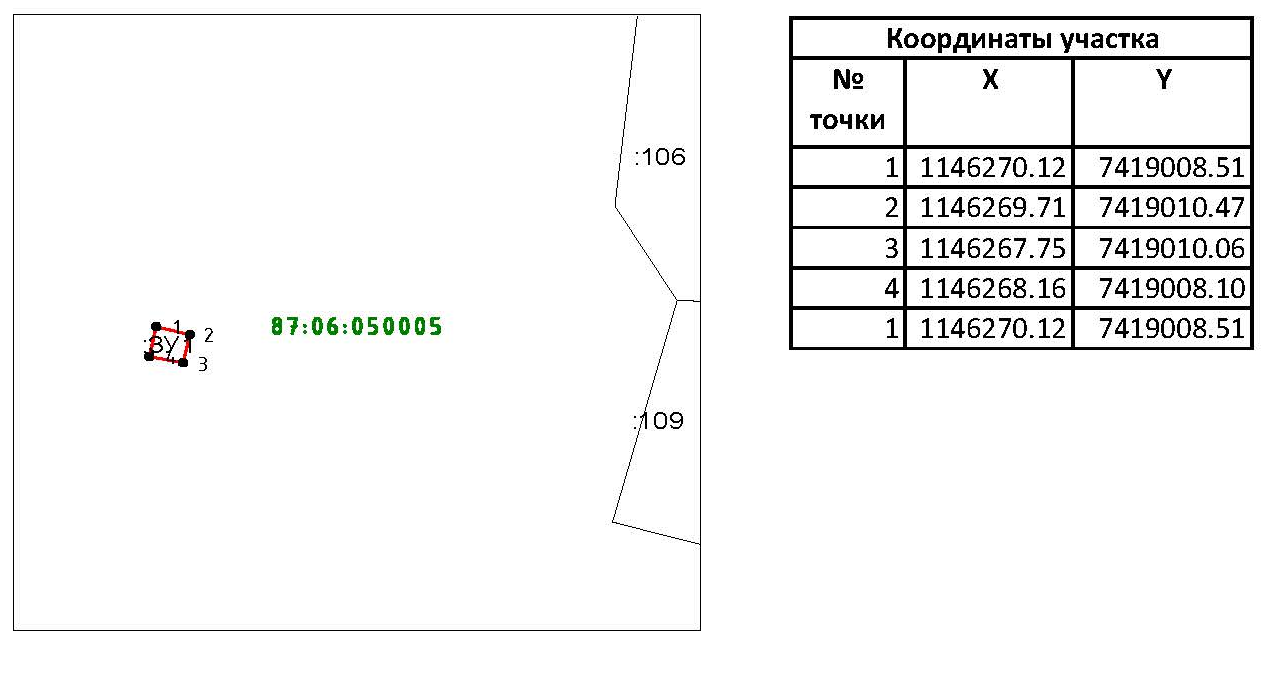 :106
1
87:06:050005
2
:ЗУ1
4
3
:109
Координаты участка
№ точки X Y
1 1146270.12 7419008.51
2 1146269.71 7419010.47
3 1146267.75 7419010.06
4 1146268.16 7419008.10
1 1146270.12 7419008.51